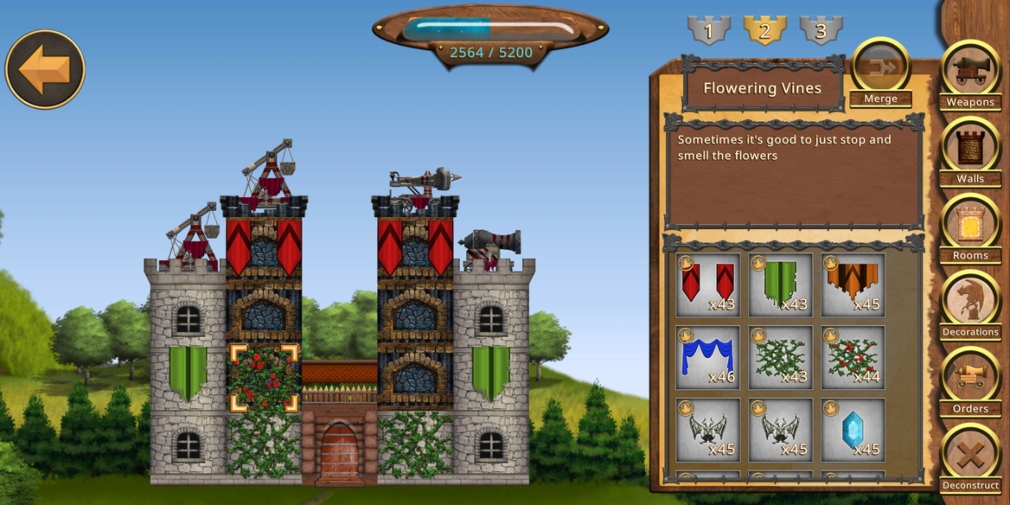 2564 / 5200
1
2
3
Flowering Vines
Merge
Sometimes it's good to just stop and
smell the flowers
x43
x43
x45
x46
x43
x44
x45
x45
x45
Weapons
Walls
Rooms
Decorations
Orders
Deconstruct